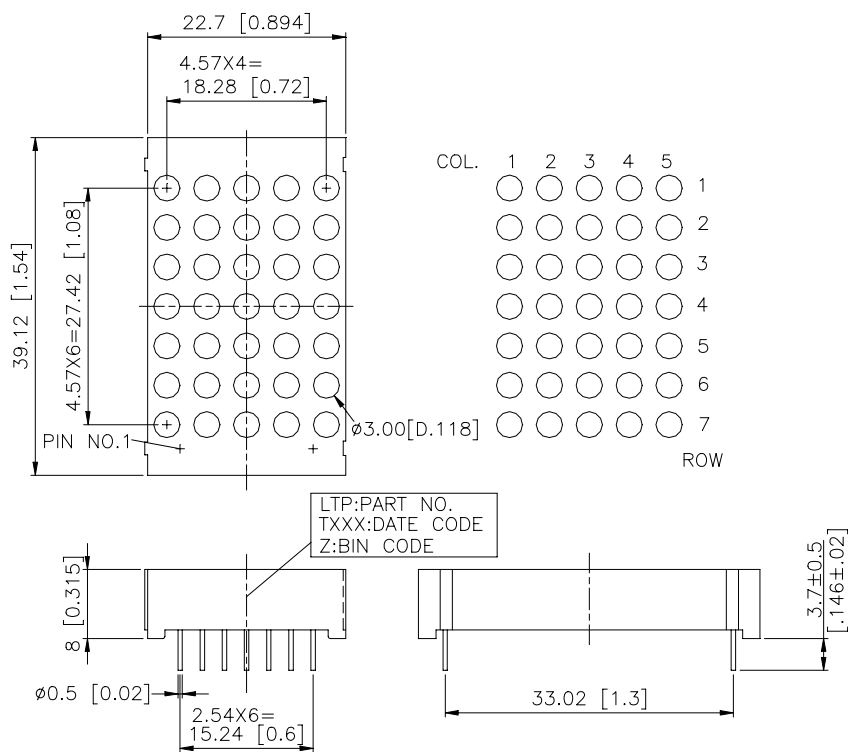 22.7 [0.894]
4.57X4=
18.28 [0.72]
39.12 [1.54]
4.57X6=27.42 [1.08]
PIN NO.1
ø3.00[D.118]
COL. 1 2 3 4 5
1
2
3
4
5
6
7
ROW
LTP:PART NO.
TXXX:DATE CODE
Z:BIN CODE
8 [0.315]
ø0.5 [0.02]
2.54X6=
15.24 [0.6]
33.02 [1.3]
3.7±0.5
[.146±.02]